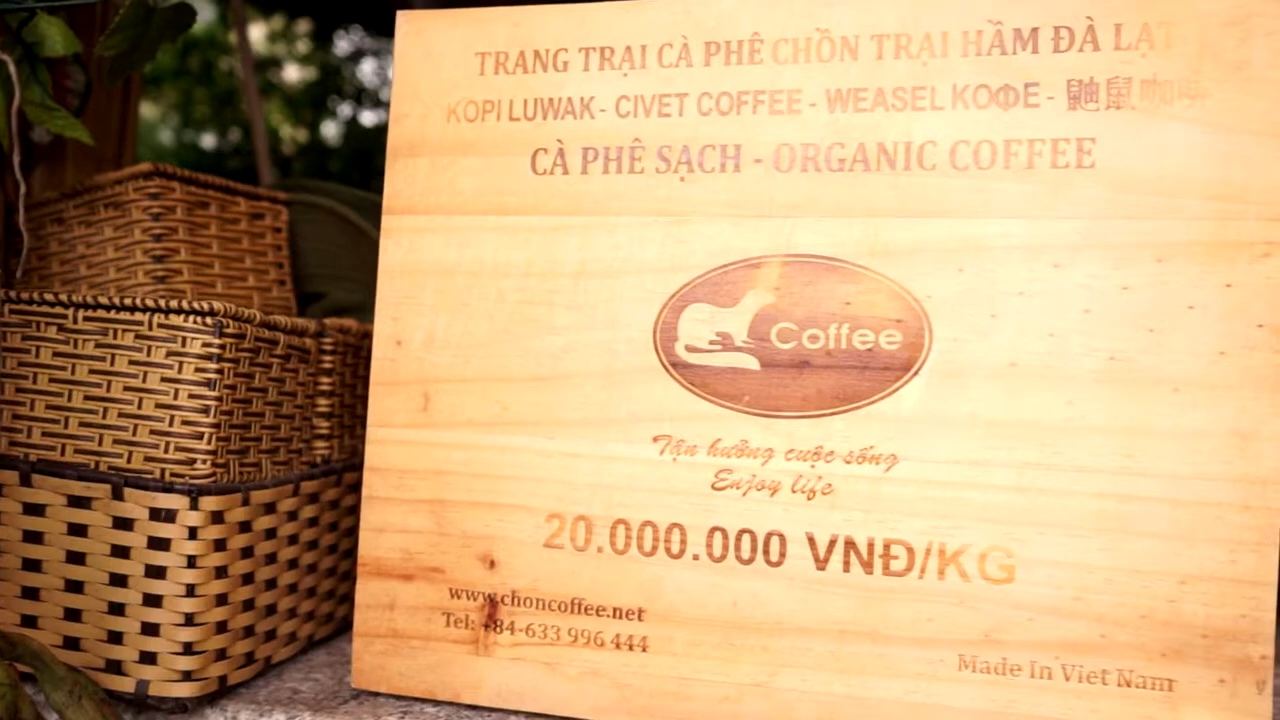 TRANG TRẠI CÀ PHÊ CHỒN TRẠI HẦM ĐÀ LẠT
KOPI LUWAK - CIVET COFFEE - WEASEL KOФE - 鼬鼠咖啡
CÀ PHÊ SẠCH - ORGANIC COFFEE
Coffee
Tận hưởng cuộc sống
Enjoy life
20.000.000 VNĐ/KG
www.choncoffee.net
Tel: +84-633 996 444
Made In Viet Nam